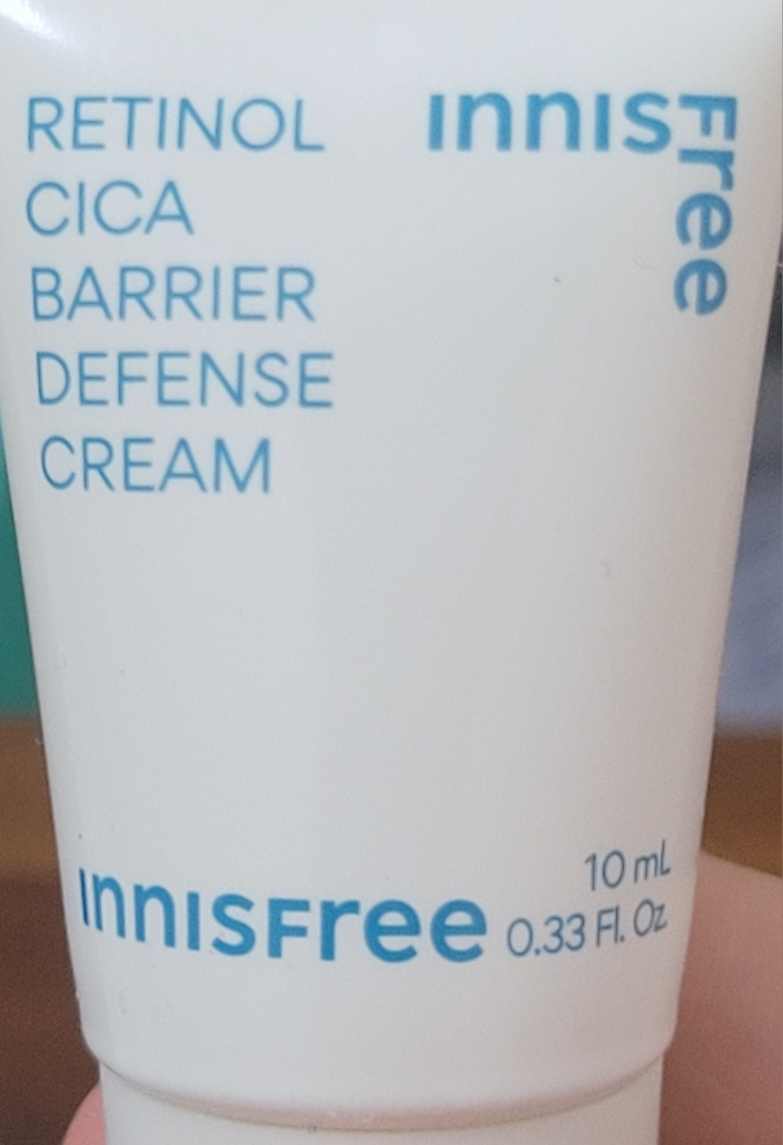 RETINOL
CICA
BARRIER
DEFENSE
CREAM
innisFree
innisFree
10 mL
0.33 Fl. Oz